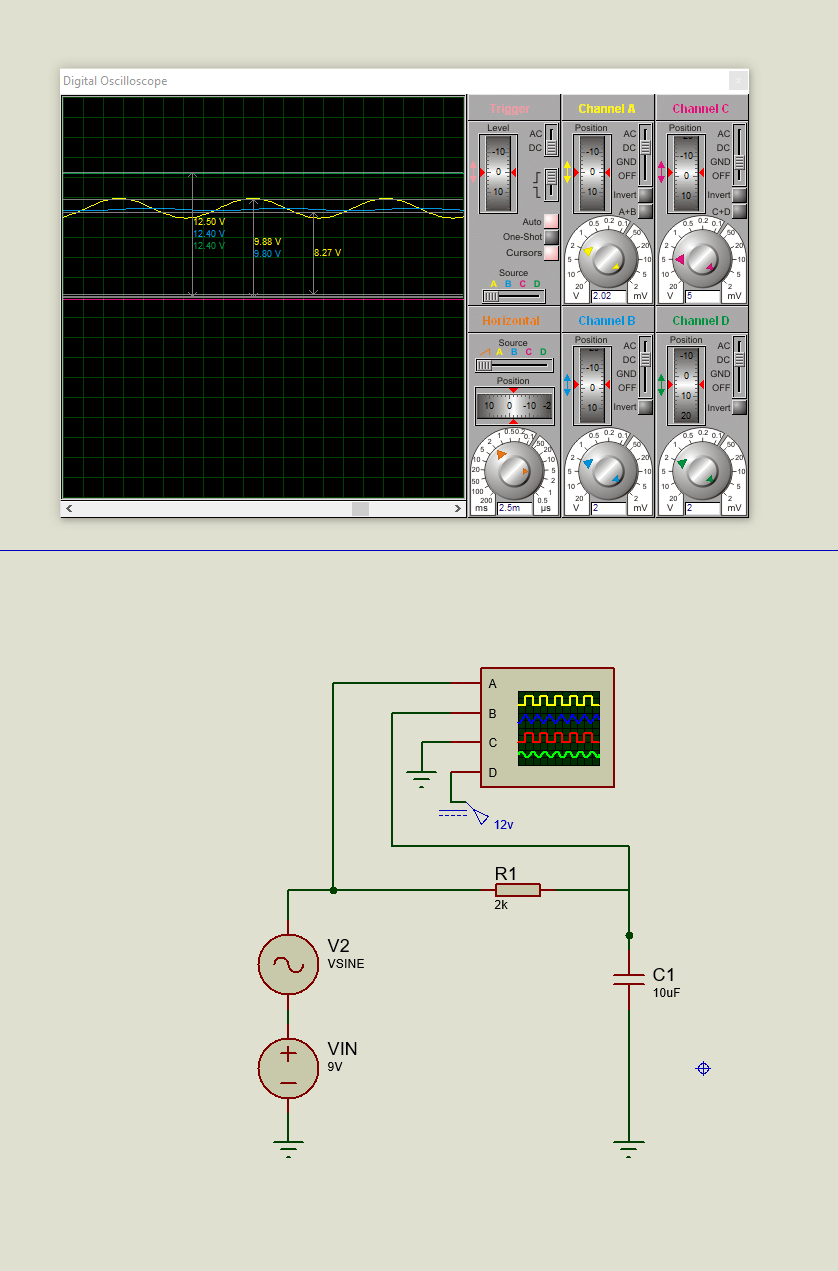 Digital Oscilloscope
Trigger
Level
AC
DC
-10
0
10
Auto
One-Shot
Cursors
Source
A B C D
Channel A
Position
AC
DC
GND
OFF
Invert
A+B
-10
0
10
V
2.02
mV
Channel C
Position
AC
DC
GND
OFF
Invert
C+D
-10
0
10
V
5
mV
Horizontal
Source
A B C D
Position
10 0 -10 -2
ms
2.5m
µs
Channel B
Position
AC
DC
GND
OFF
Invert
-10
0
10
V
2
mV
Channel D
Position
AC
DC
GND
OFF
Invert
-10
0
10
20
V
2
mV
12.50 V
12.40 V
12.40 V
9.88 V
9.80 V
8.27 V
A
B
C
D
12v
R1
2k
V2
VSINE
C1
10uF
VIN
9V